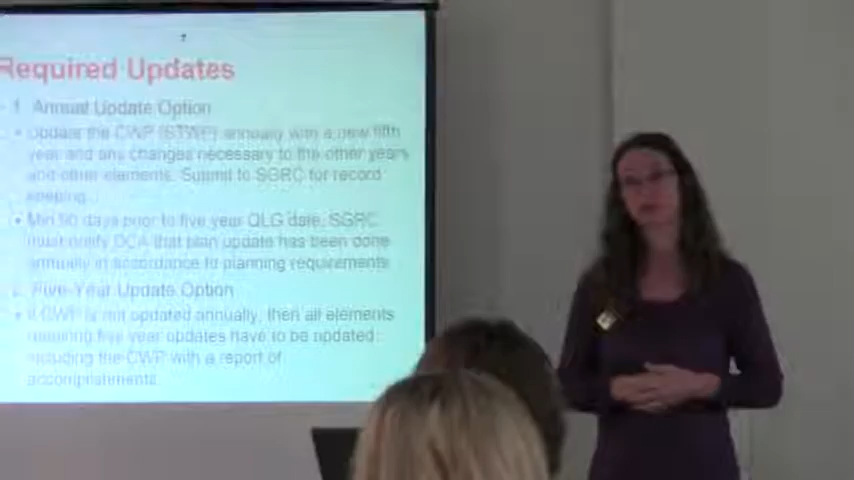 Required Updates
1. Annual Update Option
• Update the CWP (STWP) annually with a new fifth
year and any changes necessary to the other years
and other elements. Submit to SGRC for record
keeping.
• Min 90 days prior to five year QLG date, SGRC
must notify DCA that plan update has been done
annually in accordance to planning requirements
Five-Year Update Option
• If CWP is not updated annually, then all elements
requiring five year updates have to be updated
including the CWP with a report of
accomplishments